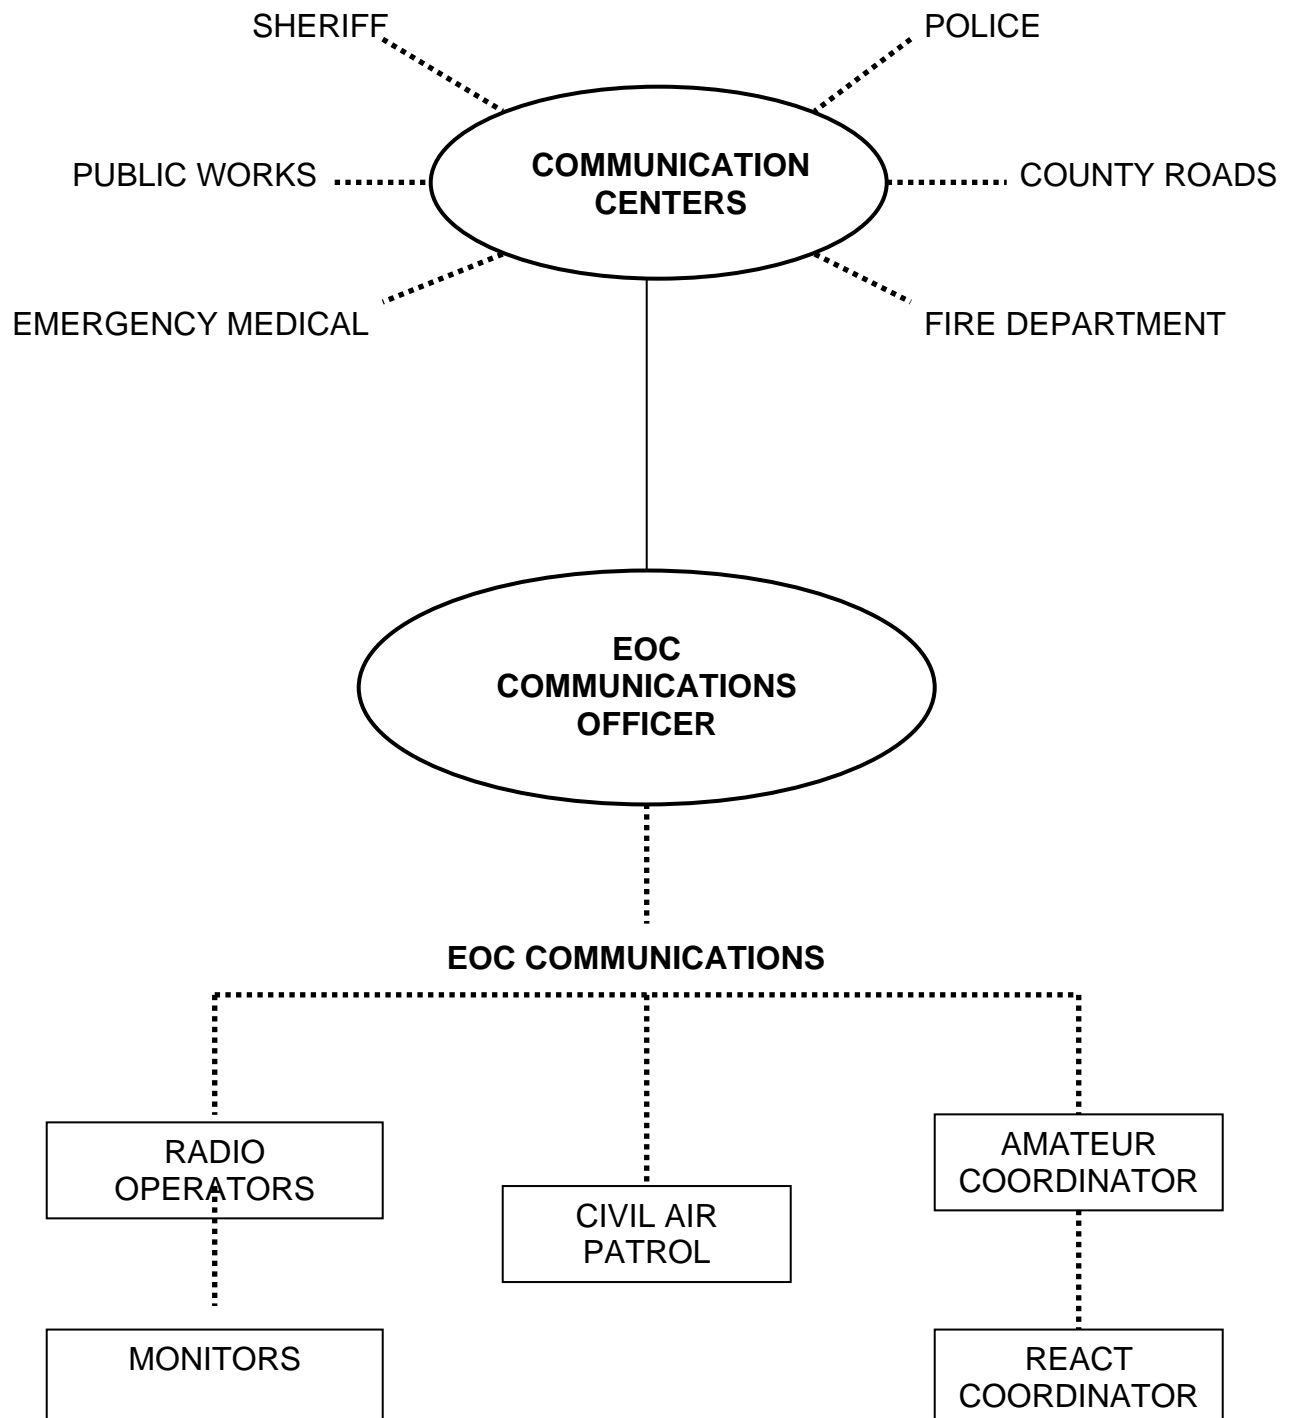 SHERIFF
POLICE
COMMUNICATION
CENTERS
PUBLIC WORKS
COUNTY ROADS
EMERGENCY MEDICAL
FIRE DEPARTMENT
EOC
COMMUNICATIONS
OFFICER
EOC COMMUNICATIONS
RADIO
OPERATORS
CIVIL AIR
PATROL
AMATEUR
COORDINATOR
MONITORS
REACT
COORDINATOR